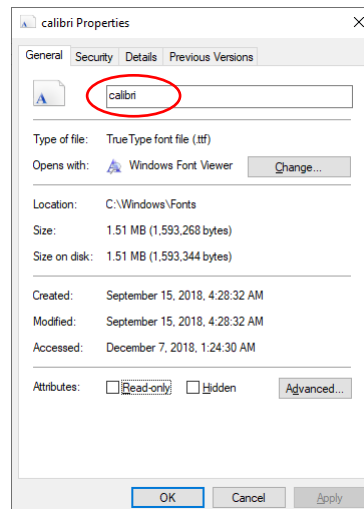 calibri Properties
General Security Details Previous Versions
calibri
Type of file: TrueType font file (.ttf)
Opens with: Windows Font Viewer Change...
Location: C:\Windows\Fonts
Size: 1.51 MB (1,593,268 bytes)
Size on disk: 1.51 MB (1,593,344 bytes)
Created: September 15, 2018, 4:28:32 AM
Modified: September 15, 2018, 4:28:32 AM
Accessed: December 7, 2018, 1:24:30 AM
Attributes: Read-only Hidden Advanced...
OK Cancel Apply